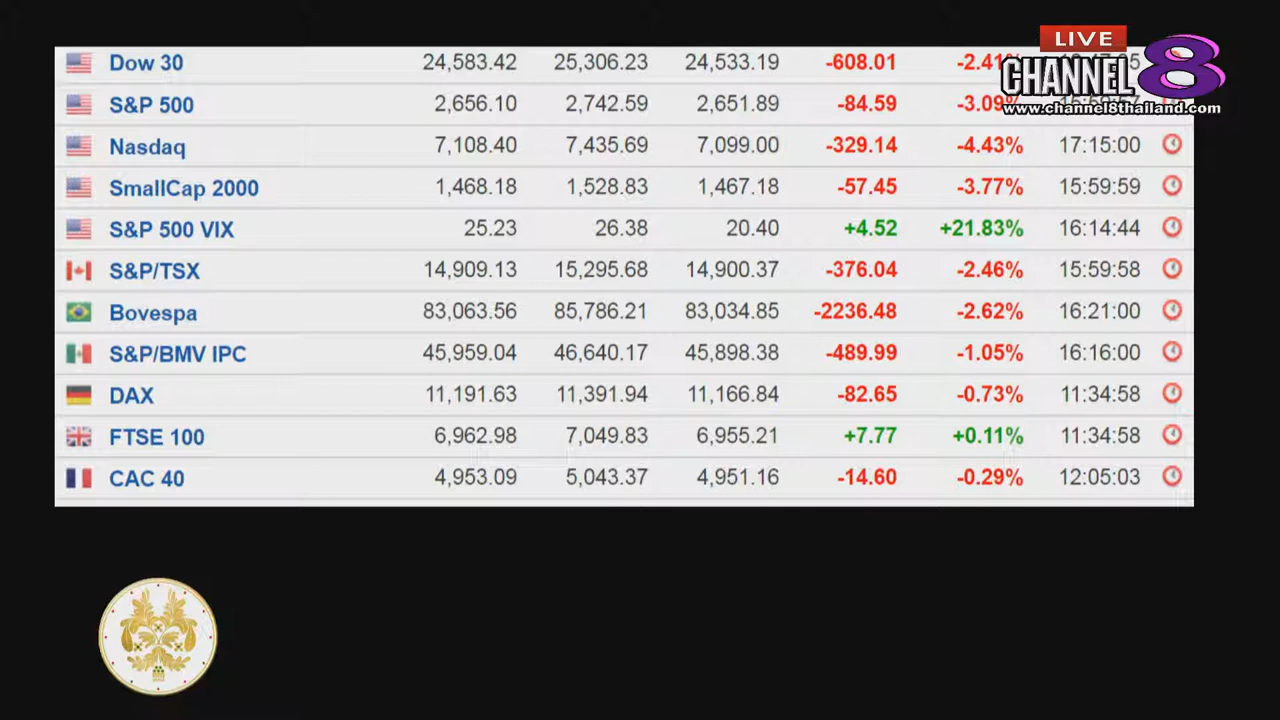 LIVE
CHANNEL 8
www.channel8thailand.com
Dow 30 24,583.42 25,306.23 24,533.19 -608.01 -2.41%
S&P 500 2,656.10 2,742.59 2,651.89 -84.59 -3.09%
Nasdaq 7,108.40 7,435.69 7,099.00 -329.14 -4.43% 17:15:00
SmallCap 2000 1,468.18 1,528.83 1,467.18 -57.45 -3.77% 15:59:59
S&P 500 VIX 25.23 26.38 20.40 +4.52 +21.83% 16:14:44
S&P/TSX 14,909.13 15,295.68 14,900.37 -376.04 -2.46% 15:59:58
Bovespa 83,063.56 85,786.21 83,034.85 -2236.48 -2.62% 16:21:00
S&P/BMV IPC 45,959.04 46,640.17 45,898.38 -489.99 -1.05% 16:16:00
DAX 11,191.63 11,391.94 11,166.84 -82.65 -0.73% 11:34:58
FTSE 100 6,962.98 7,049.83 6,955.21 +7.77 +0.11% 11:34:58
CAC 40 4,953.09 5,043.37 4,951.16 -14.60 -0.29% 12:05:03